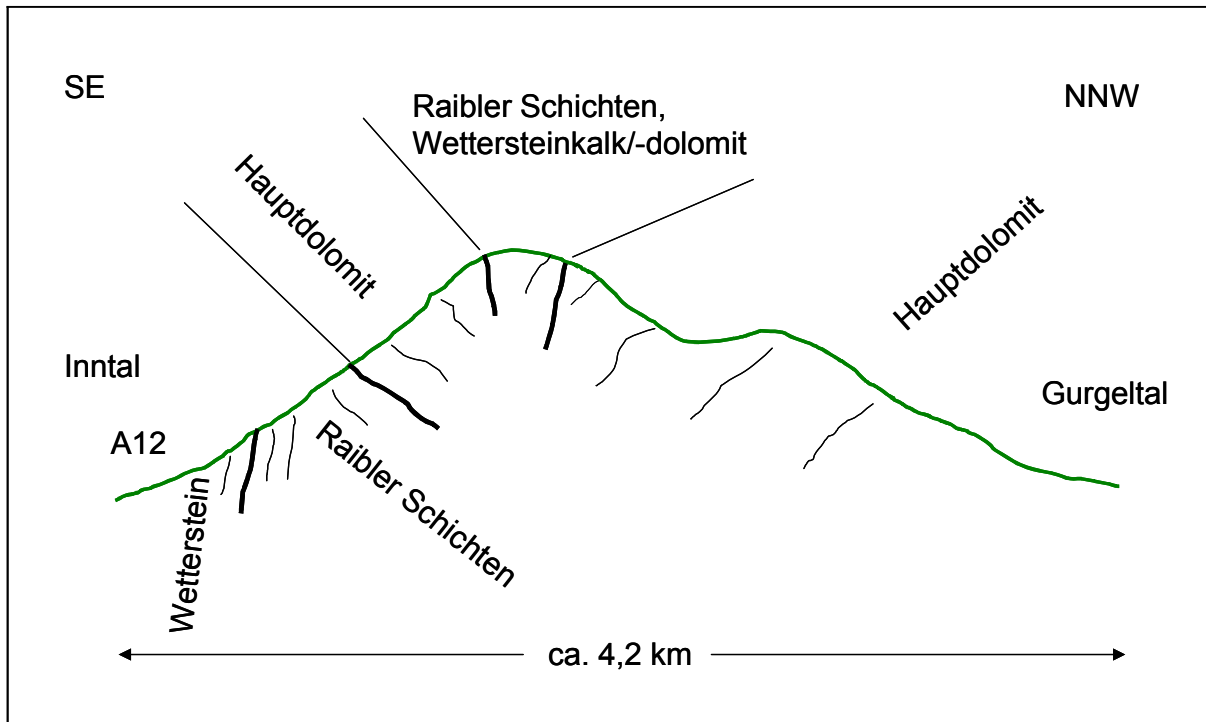 SE
NNW
Raibler Schichten,
Wettersteinkalk/-dolomit
Hauptdolomit
Hauptdolomit
Inntal
Gurgeltal
A12
Raibler Schichten
Wetterstein
ca. 4,2 km